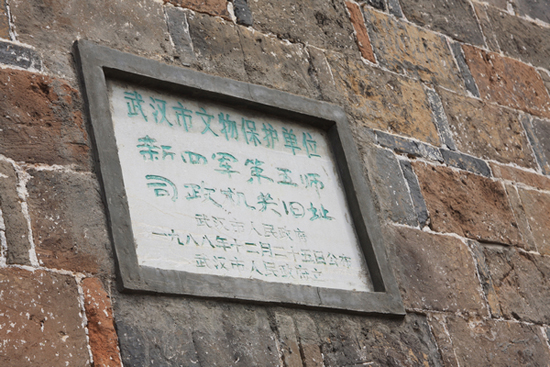 武汉市文物保护单位
新四军第五师
司政机关旧址
武汉市人民政府
一九八八年十二月二十五日公布
武汉市人民政府立